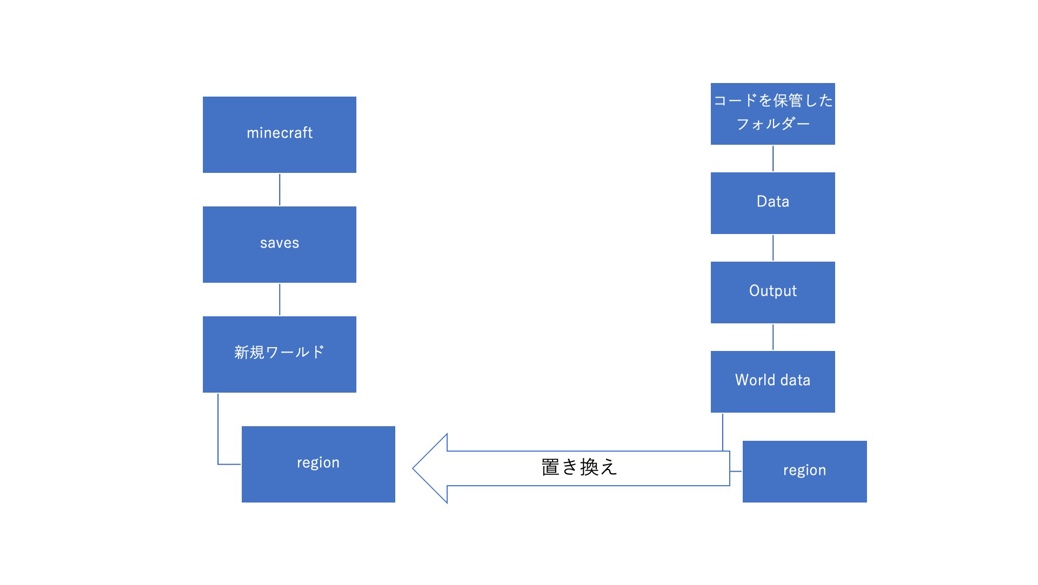 minecraft
saves
新規ワールド
region
置き換え
コードを保管した
フォルダー
Data
Output
World data
region